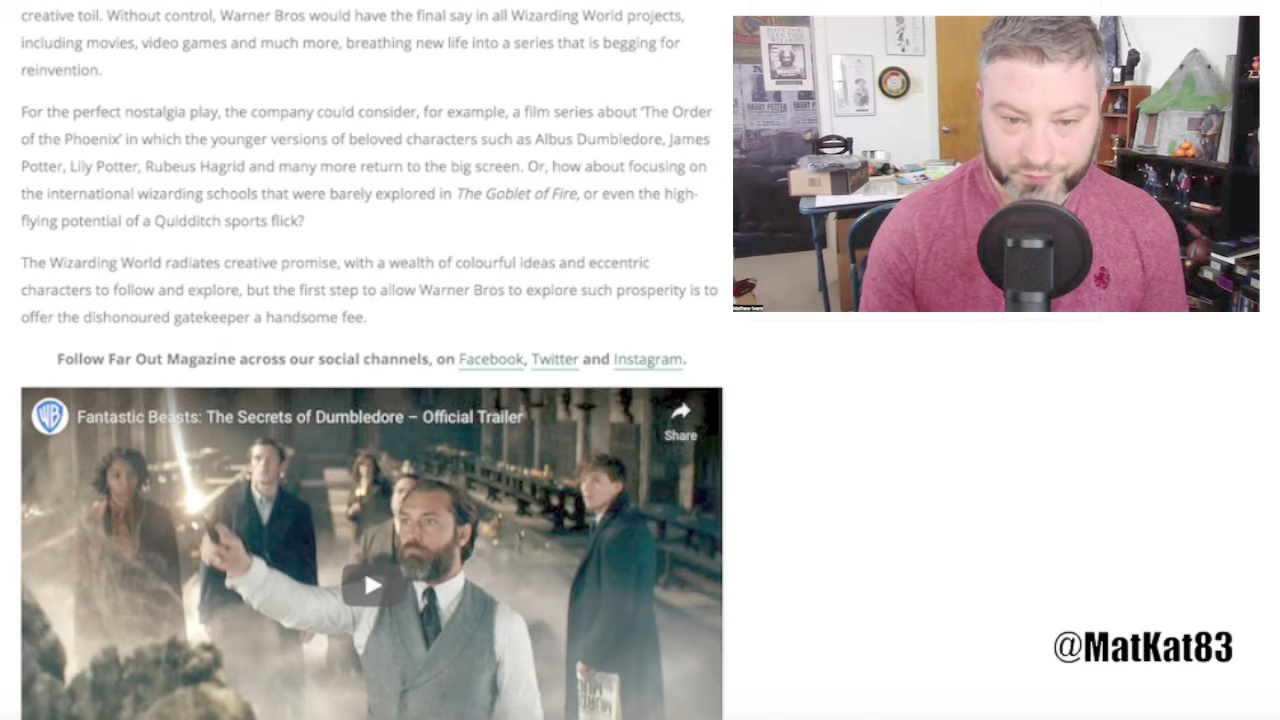 creative toil. Without control, Warner Bros would have the final say in all Wizarding World projects,
including movies, video games and much more, breathing new life into a series that is begging for
reinvention.
For the perfect nostalgia play, the company could consider, for example, a film series about ‘The Order
of the Phoenix’ in which the younger versions of beloved characters such as Albus Dumbledore, James
Potter, Lily Potter, Rubeus Hagrid and many more return to the big screen. Or, how about focusing on
the international wizarding schools that were barely explored in The Goblet of Fire, or even the high-
flying potential of a Quidditch sports flick?
The Wizarding World radiates creative promise, with a wealth of colourful ideas and eccentric
characters to follow and explore, but the first step to allow Warner Bros to explore such prosperity is to
offer the dishonoured gatekeeper a handsome fee.
Follow Far Out Magazine across our social channels, on Facebook, Twitter and Instagram.
WB
Fantastic Beasts: The Secrets of Dumbledore – Official Trailer
Share
HARRY POTTER
@MatKat83